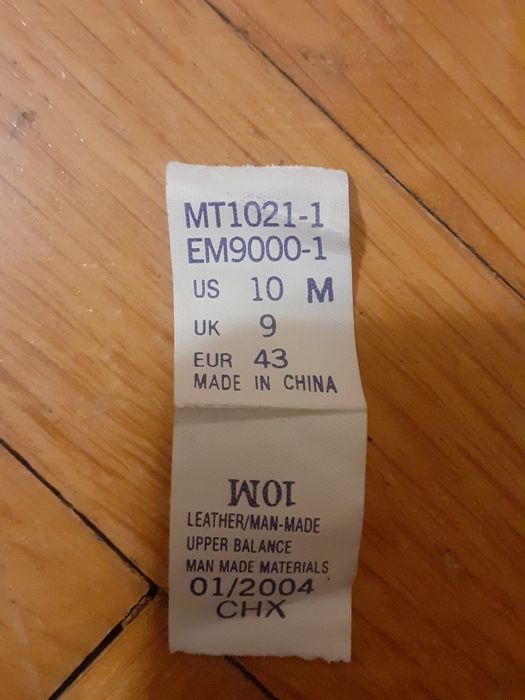 MT1021-1
EM9000-1
US 10 M
UK 9
EUR 43
MADE IN CHINA
10M
LEATHER/MAN-MADE
UPPER BALANCE
MAN MADE MATERIALS
01/2004
CHX